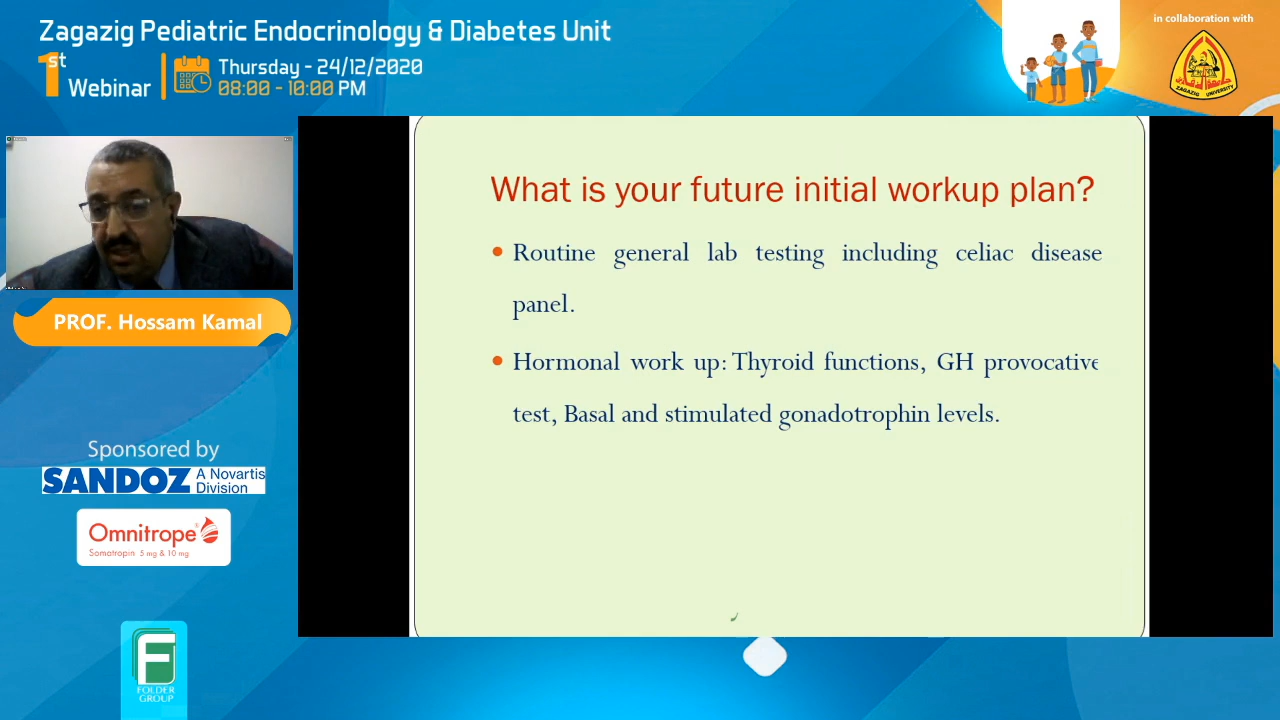 Zagazig Pediatric Endocrinology & Diabetes Unit
1st Webinar
Thursday - 24/12/2020
08:00 - 10:00 PM
in collaboration with
ZAGAZIG UNIVERSITY
PROF. Hossam Kamal
What is your future initial workup plan?
• Routine general lab testing including celiac disease
panel.
• Hormonal work up: Thyroid functions, GH provocative
test, Basal and stimulated gonadotrophin levels.
Sponsored by
SANDOZ A Novartis
Division
Omnitrope®
Somatropin 5 mg & 10 mg
FOLDER
GROUP